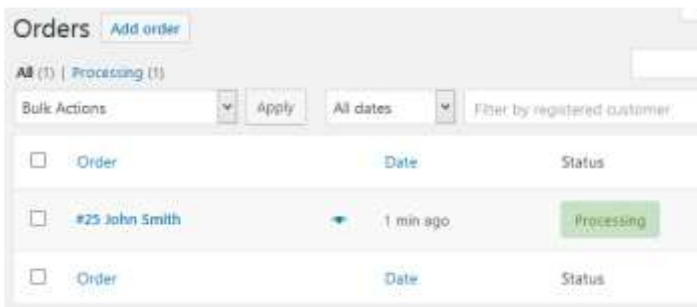 Orders Add order
All (1) | Processing (1)
Bulk Actions Apply All dates Filter by registered customer
Order Date Status
#25 John Smith 1 min ago Processing
Order Date Status